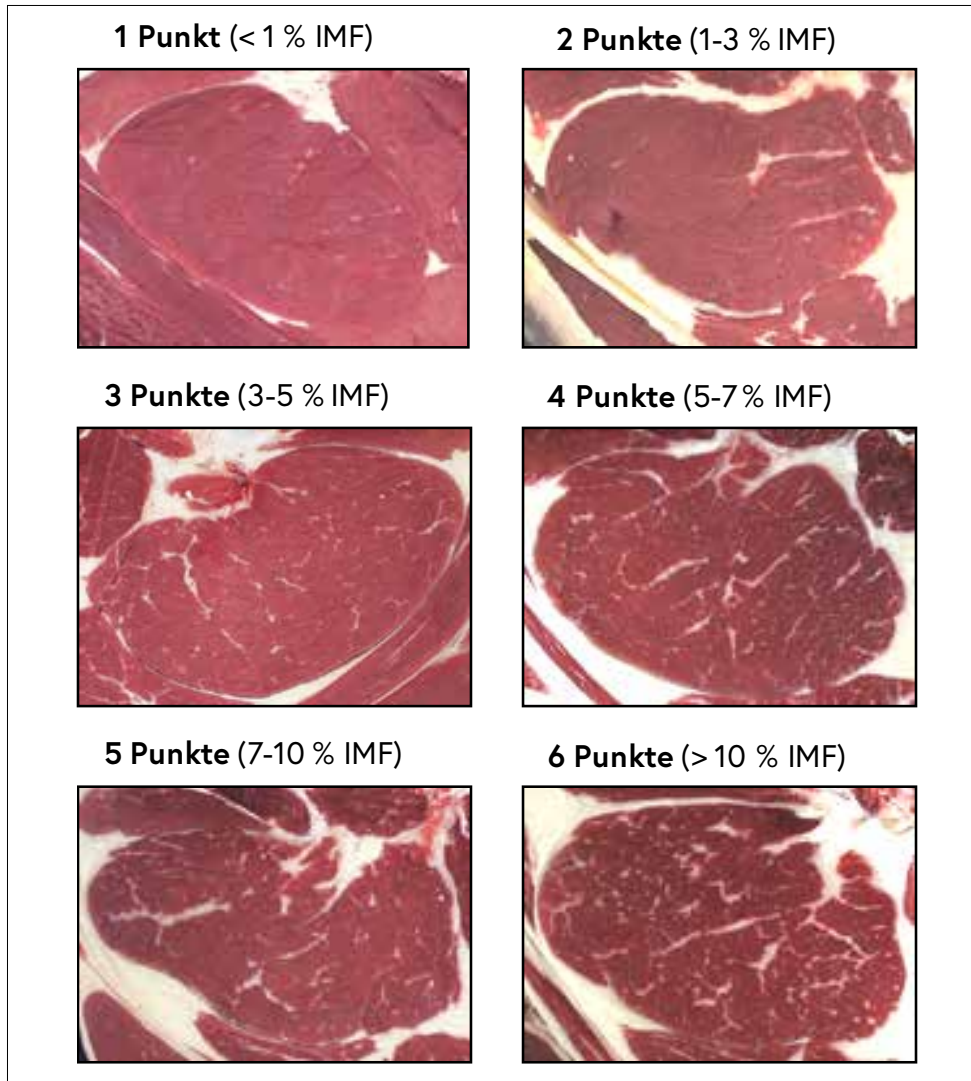 1 Punkt (< 1 % IMF)
2 Punkte (1-3 % IMF)
3 Punkte (3-5 % IMF)
4 Punkte (5-7 % IMF)
5 Punkte (7-10 % IMF)
6 Punkte (> 10 % IMF)